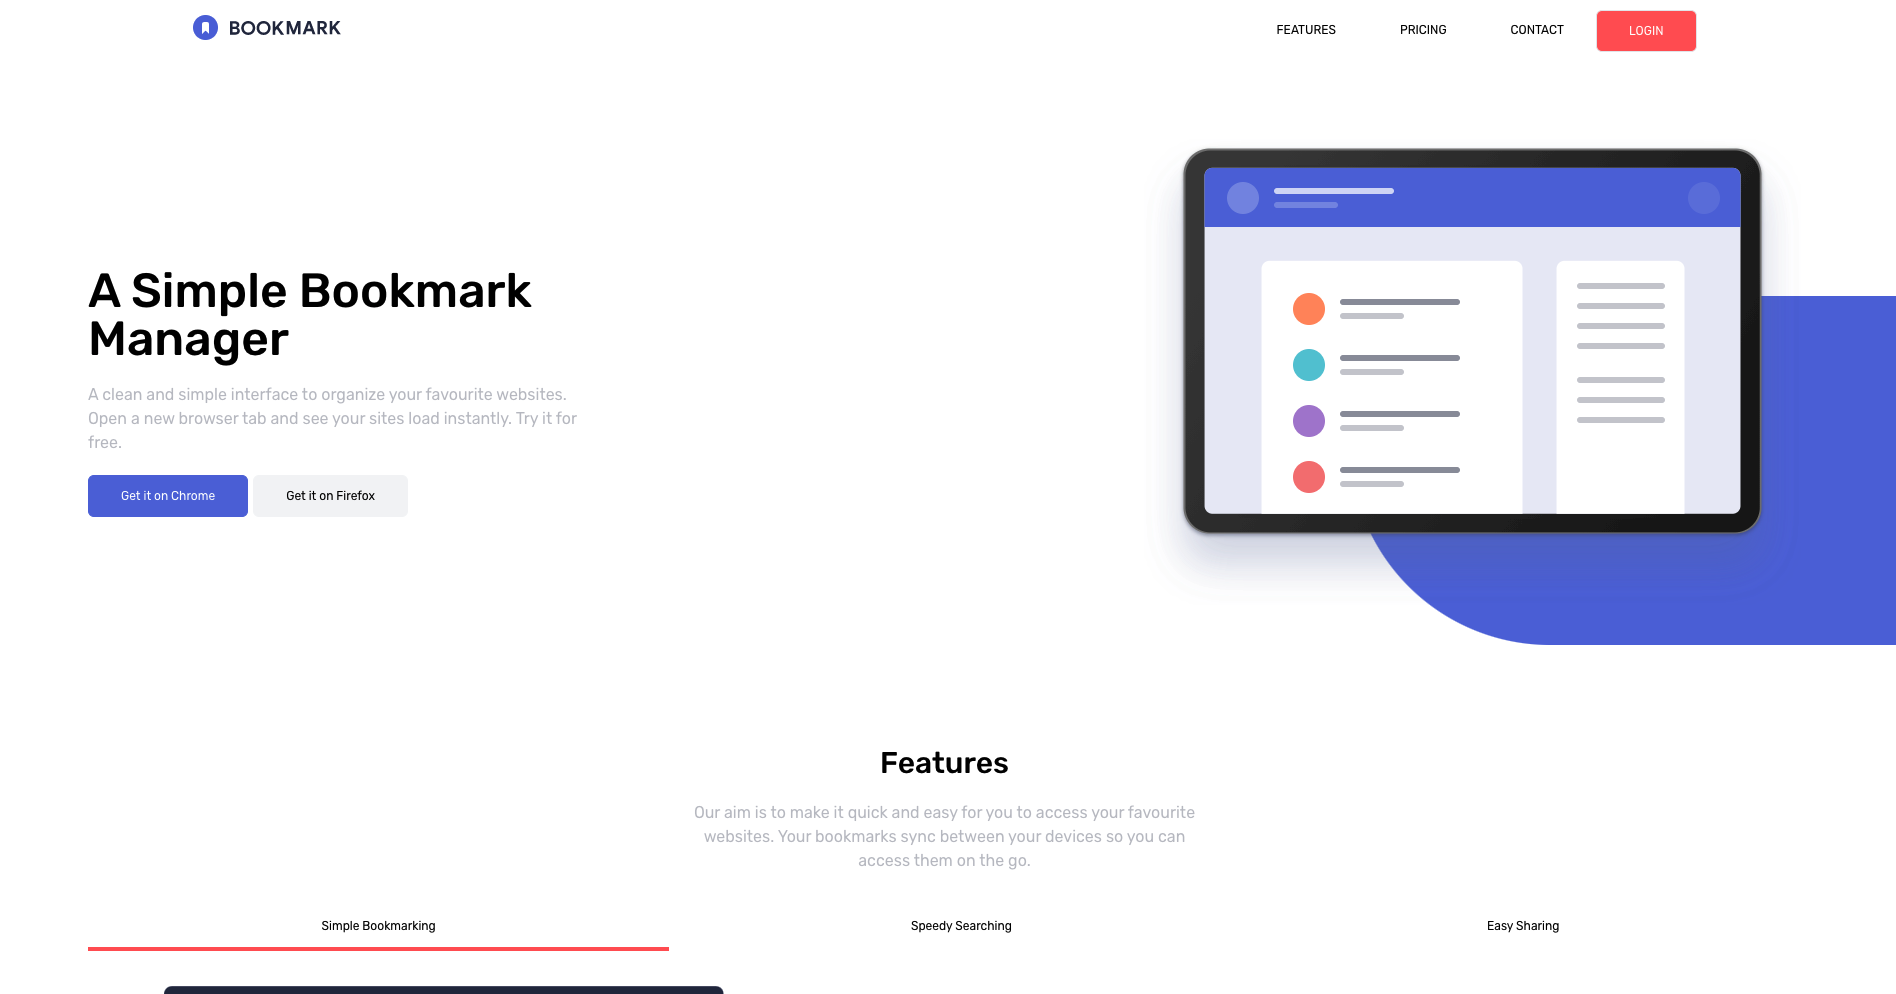 BOOKMARK
FEATURES
PRICING
CONTACT
LOGIN
A Simple Bookmark
Manager
A clean and simple interface to organize your favourite websites.
Open a new browser tab and see your sites load instantly. Try it for
free.
Get it on Chrome
Get it on Firefox
Features
Our aim is to make it quick and easy for you to access your favourite
websites. Your bookmarks sync between your devices so you can
access them on the go.
Simple Bookmarking
Speedy Searching
Easy Sharing